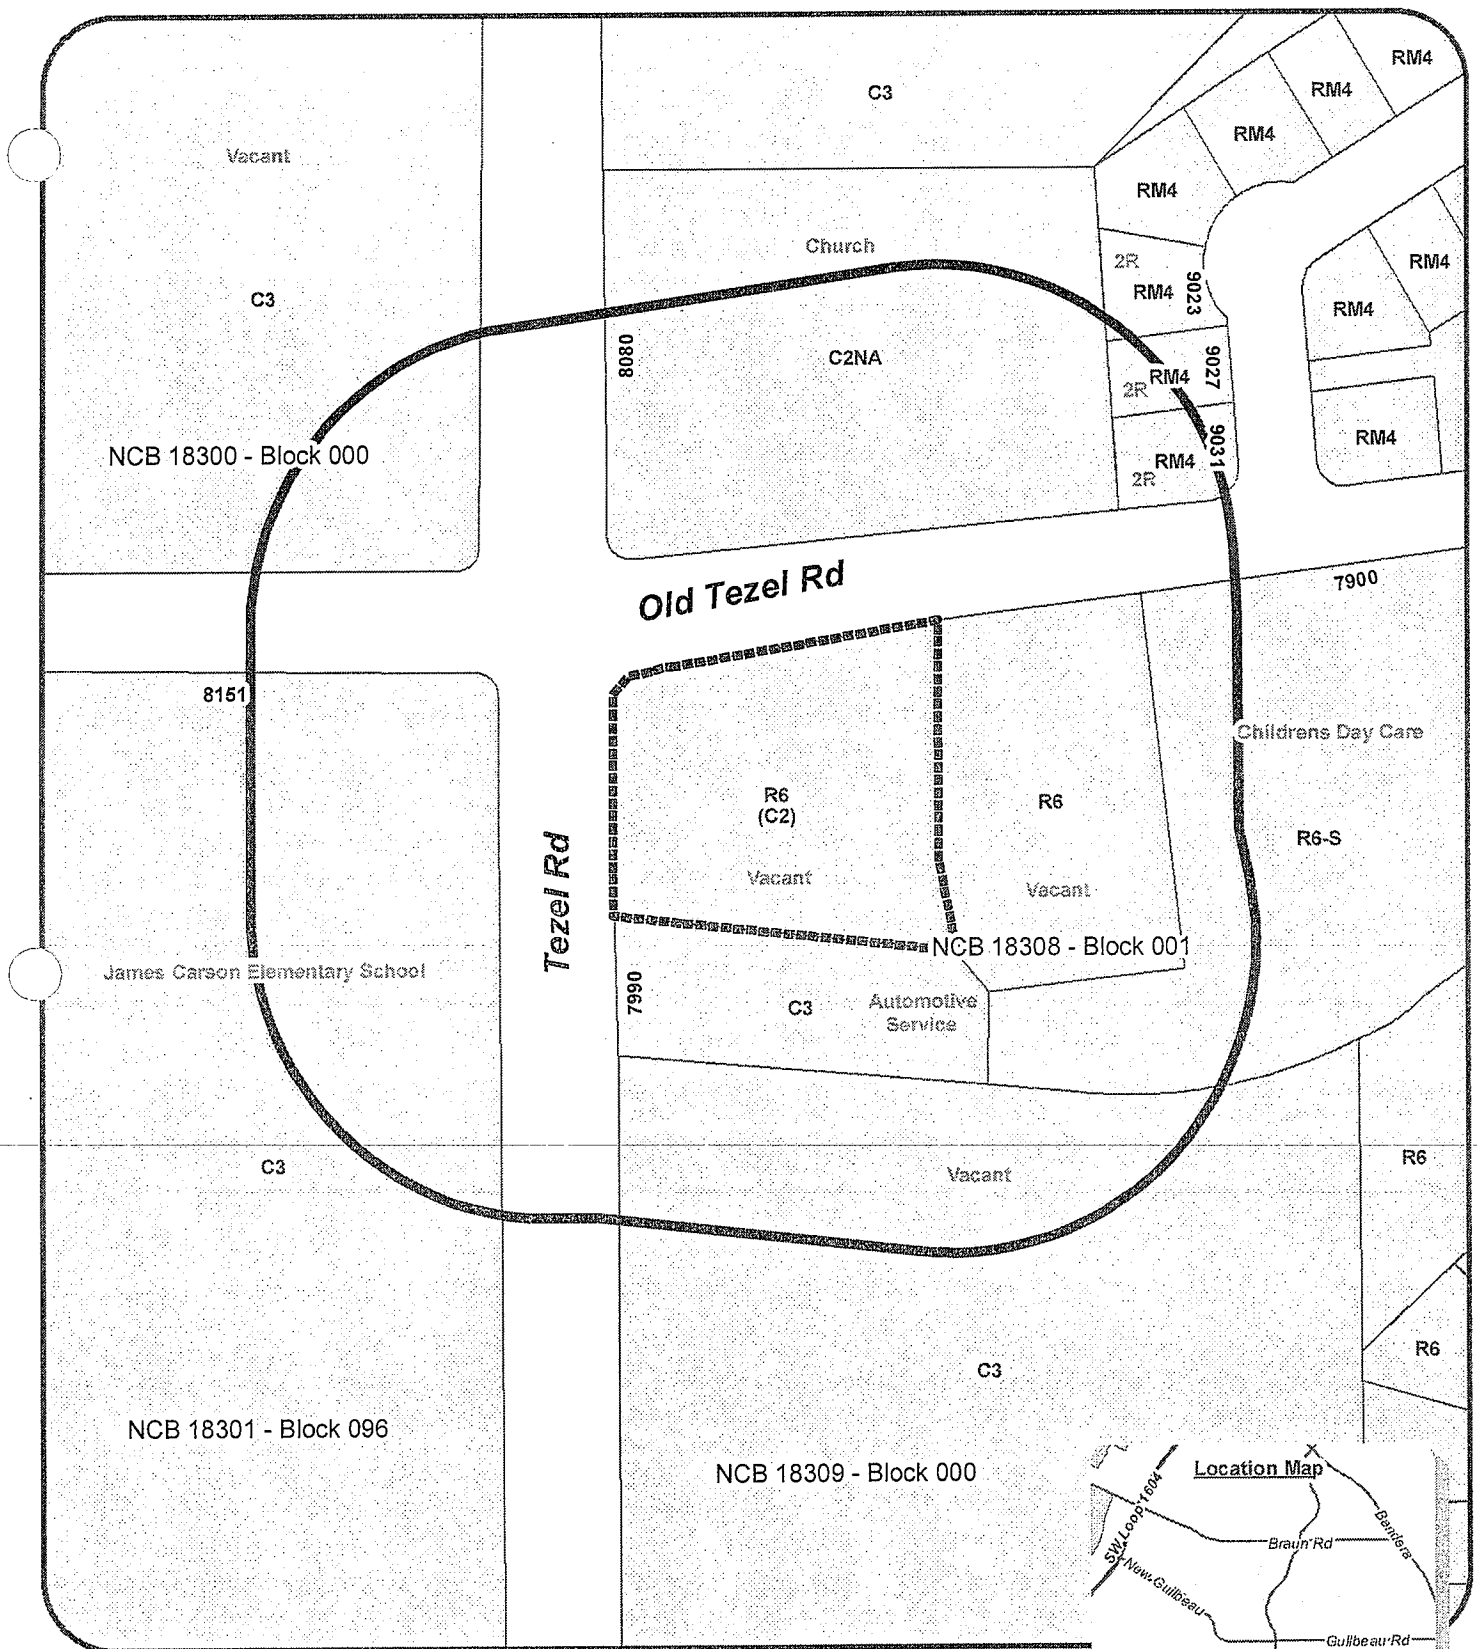 RM4
C3
RM4
RM4
Vacant
RM4
Church
2R
RM4
9023
RM4
C3
RM4
8080
C2NA
2R
RM4
9027
RM4
NCB 18300 - Block 000
2R
RM4
9031
Old Tezel Rd
7900
8151
Childrens Day Care
R6
(C2)
R6
R6-S
Tezel Rd
Vacant
Vacant
NCB 18308 - Block 001
James Carson Elementary School
7990
C3
Automotive
Service
C3
Vacant
R6
R6
C3
NCB 18301 - Block 096
NCB 18309 - Block 000
Location Map
SW Loop 1604
Braun Rd
Bandera
New Guilbeau
Guilbeau Rd